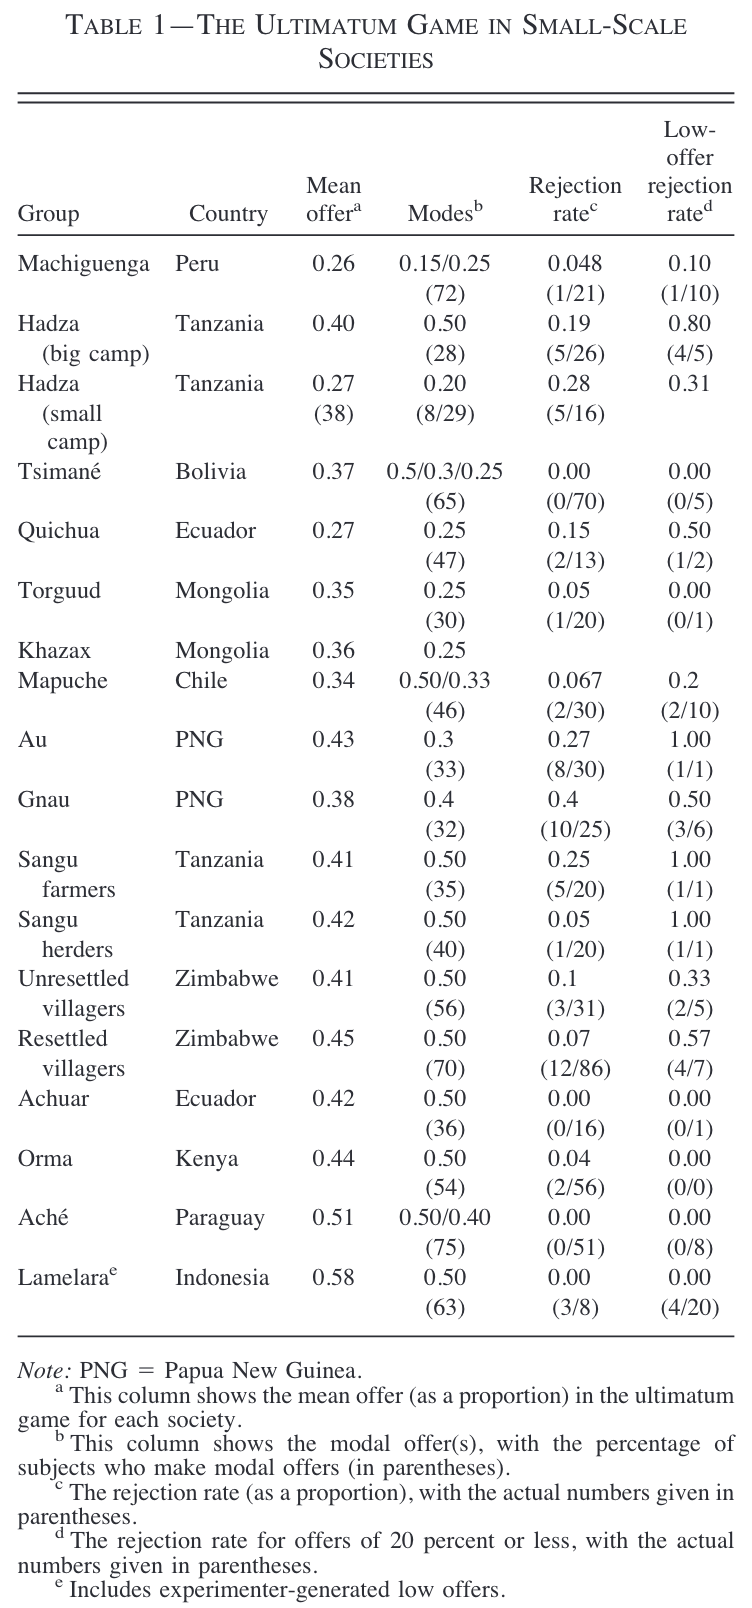 TABLE 1—THE ULTIMATUM GAME IN SMALL-SCALE
SOCIETIES
Low-
offer
Mean Rejection rejection
Group Country offer^a Modes^b rate^c rate^d
Machiguenga Peru 0.26 0.15/0.25 0.048 0.10
(72) (1/21) (1/10)
Hadza Tanzania 0.40 0.50 0.19 0.80
(big camp) (28) (5/26) (4/5)
Hadza Tanzania 0.27 0.20 0.28 0.31
(small (38) (8/29) (5/16)
camp)
Tsimané Bolivia 0.37 0.5/0.3/0.25 0.00 0.00
(65) (0/70) (0/5)
Quichua Ecuador 0.27 0.25 0.15 0.50
(47) (2/13) (1/2)
Torguud Mongolia 0.35 0.25 0.05 0.00
(30) (1/20) (0/1)
Khazax Mongolia 0.36 0.25
Mapuche Chile 0.34 0.50/0.33 0.067 0.2
(46) (2/30) (2/10)
Au PNG 0.43 0.3 0.27 1.00
(33) (8/30) (1/1)
Gnau PNG 0.38 0.4 0.4 0.50
(32) (10/25) (3/6)
Sangu Tanzania 0.41 0.50 0.25 1.00
farmers (35) (5/20) (1/1)
Sangu Tanzania 0.42 0.50 0.05 1.00
herders (40) (1/20) (1/1)
Unresettled Zimbabwe 0.41 0.50 0.1 0.33
villagers (56) (3/31) (2/5)
Resettled Zimbabwe 0.45 0.50 0.07 0.57
villagers (70) (12/86) (4/7)
Achuar Ecuador 0.42 0.50 0.00 0.00
(36) (0/16) (0/1)
Orma Kenya 0.44 0.50 0.04 0.00
(54) (2/56) (0/0)
Aché Paraguay 0.51 0.50/0.40 0.00 0.00
(75) (0/51) (0/8)
Lamelara^e Indonesia 0.58 0.50 0.00 0.00
(63) (3/8) (4/20)
Note: PNG = Papua New Guinea.
^a This column shows the mean offer (as a proportion) in the ultimatum
game for each society.
^b This column shows the modal offer(s), with the percentage of
subjects who make modal offers (in parentheses).
^c The rejection rate (as a proportion), with the actual numbers given in
parentheses.
^d The rejection rate for offers of 20 percent or less, with the actual
numbers given in parentheses.
^e Includes experimenter-generated low offers.